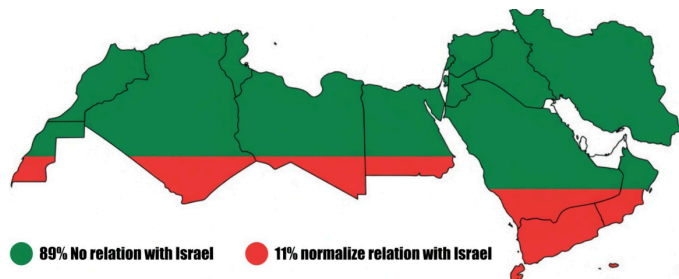 89% No relation with Israel
11% normalize relation with Israel